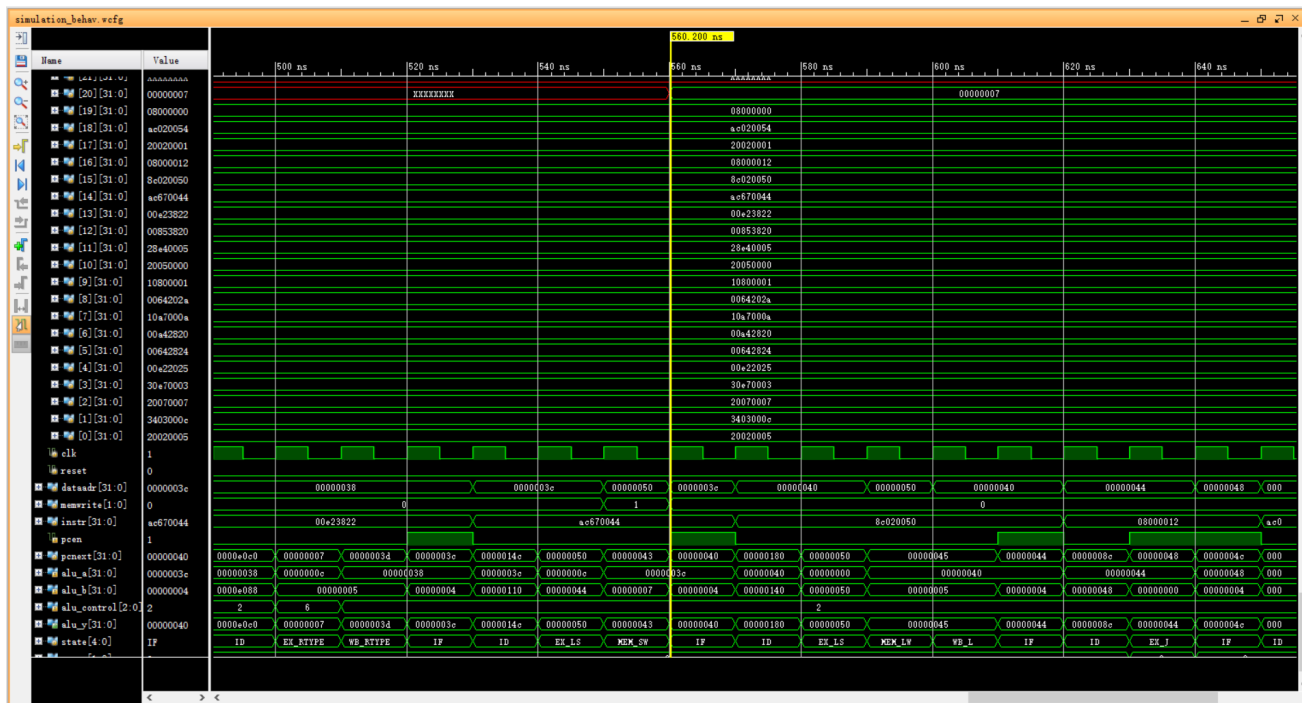 simulation_behav.wcfg
560.200 ns
Name Value 500 ns 520 ns 540 ns 560 ns 580 ns 600 ns 620 ns 640 ns
[21][31:0] XXXXXXXX XXXXXXXX
[20][31:0] 00000007 XXXXXXXX 00000007
[19][31:0] 08000000 08000000
[18][31:0] ac020054 ac020054
[17][31:0] 20020001 20020001
[16][31:0] 08000012 08000012
[15][31:0] 8c020050 8c020050
[14][31:0] ac670044 ac670044
[13][31:0] 00e23822 00e23822
[12][31:0] 00853820 00853820
[11][31:0] 28e40005 28e40005
[10][31:0] 20050000 20050000
[9][31:0] 10800001 10800001
[8][31:0] 0064202a 0064202a
[7][31:0] 10a7000a 10a7000a
[6][31:0] 00a42820 00a42820
[5][31:0] 00642824 00642824
[4][31:0] 00e22025 00e22025
[3][31:0] 30e70003 30e70003
[2][31:0] 20070007 20070007
[1][31:0] 3403000c 3403000c
[0][31:0] 20020005 20020005
clk 1
reset 0
dataadr[31:0] 0000003c 00000038 0000003c 00000050 0000003c 00000040 00000050 00000040 00000044 00000048 000
memwrite[1:0] 0 0 1 0
instr[31:0] ac670044 00e23822 ac670044 8c020050 08000012 ac0
pcen 1
pcnext[31:0] 00000040 0000e0c0 00000007 0000003d 0000003c 0000014c 00000050 00000043 00000040 00000180 00000050 00000045 00000044 0000008c 00000048 0000004c 000
alu_a[31:0] 0000003c 00000038 0000000c 00000038 0000003c 0000000c 0000003c 00000040 00000000 00000040 00000044 00000048 000
alu_b[31:0] 00000004 0000e088 00000005 00000004 00000110 00000044 00000007 00000004 00000140 00000050 00000005 00000004 00000048 00000000 00000004 000
alu_control[2:0] 2 2 6 2
alu_y[31:0] 00000040 0000e0c0 00000007 0000003d 0000003c 0000014c 00000050 00000043 00000040 00000180 00000050 00000045 00000044 0000008c 00000044 0000004c 000
state[4:0] IF ID EX_RTYPE WB_RTYPE IF ID EX_LS MEM_SW IF ID EX_LS MEM_LW WB_L IF ID EX_J IF ID